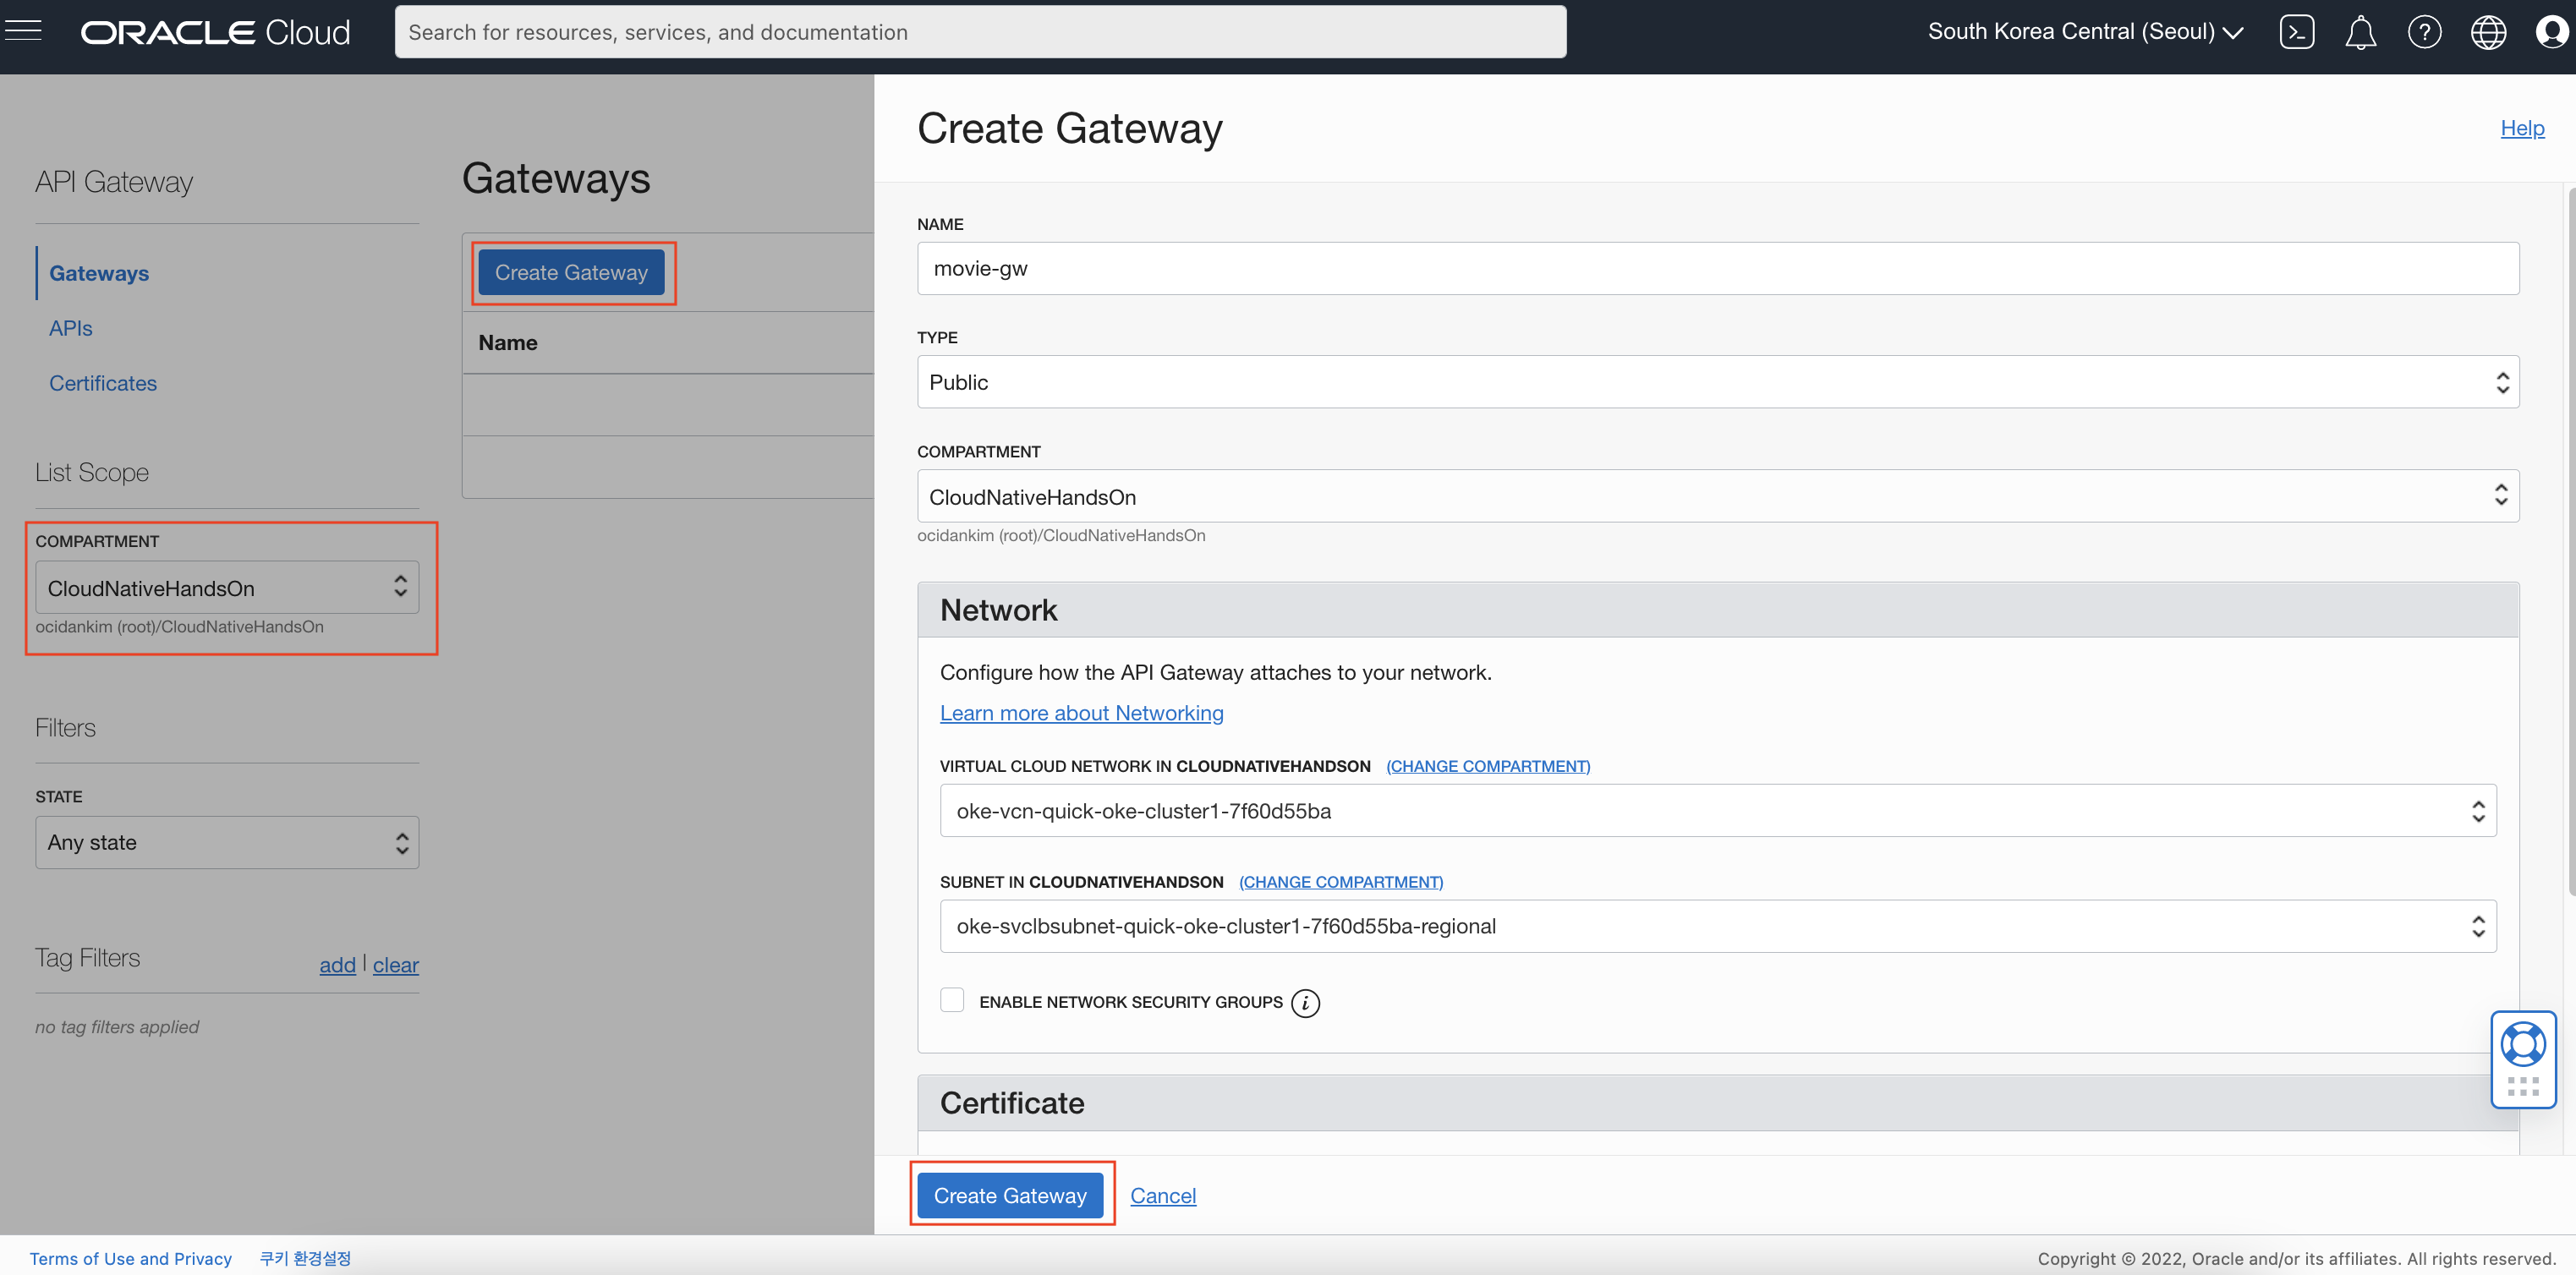 ORACLE Cloud
Search for resources, services, and documentation
South Korea Central (Seoul)
API Gateway
Gateways
APIs
Certificates
List Scope
COMPARTMENT
CloudNativeHandsOn
ocidankim (root)/CloudNativeHandsOn
Filters
STATE
Any state
Tag Filters
add | clear
no tag filters applied
Gateways
Create Gateway
Name
Create Gateway
Help
NAME
movie-gw
TYPE
Public
COMPARTMENT
CloudNativeHandsOn
ocidankim (root)/CloudNativeHandsOn
Network
Configure how the API Gateway attaches to your network.
Learn more about Networking
VIRTUAL CLOUD NETWORK IN CLOUDNATIVEHANDSON (CHANGE COMPARTMENT)
oke-vcn-quick-oke-cluster1-7f60d55ba
SUBNET IN CLOUDNATIVEHANDSON (CHANGE COMPARTMENT)
oke-svclbsubnet-quick-oke-cluster1-7f60d55ba-regional
ENABLE NETWORK SECURITY GROUPS i
Certificate
Create Gateway Cancel
Terms of Use and Privacy 쿠키 환경설정
Copyright © 2022, Oracle and/or its affiliates. All rights reserved.